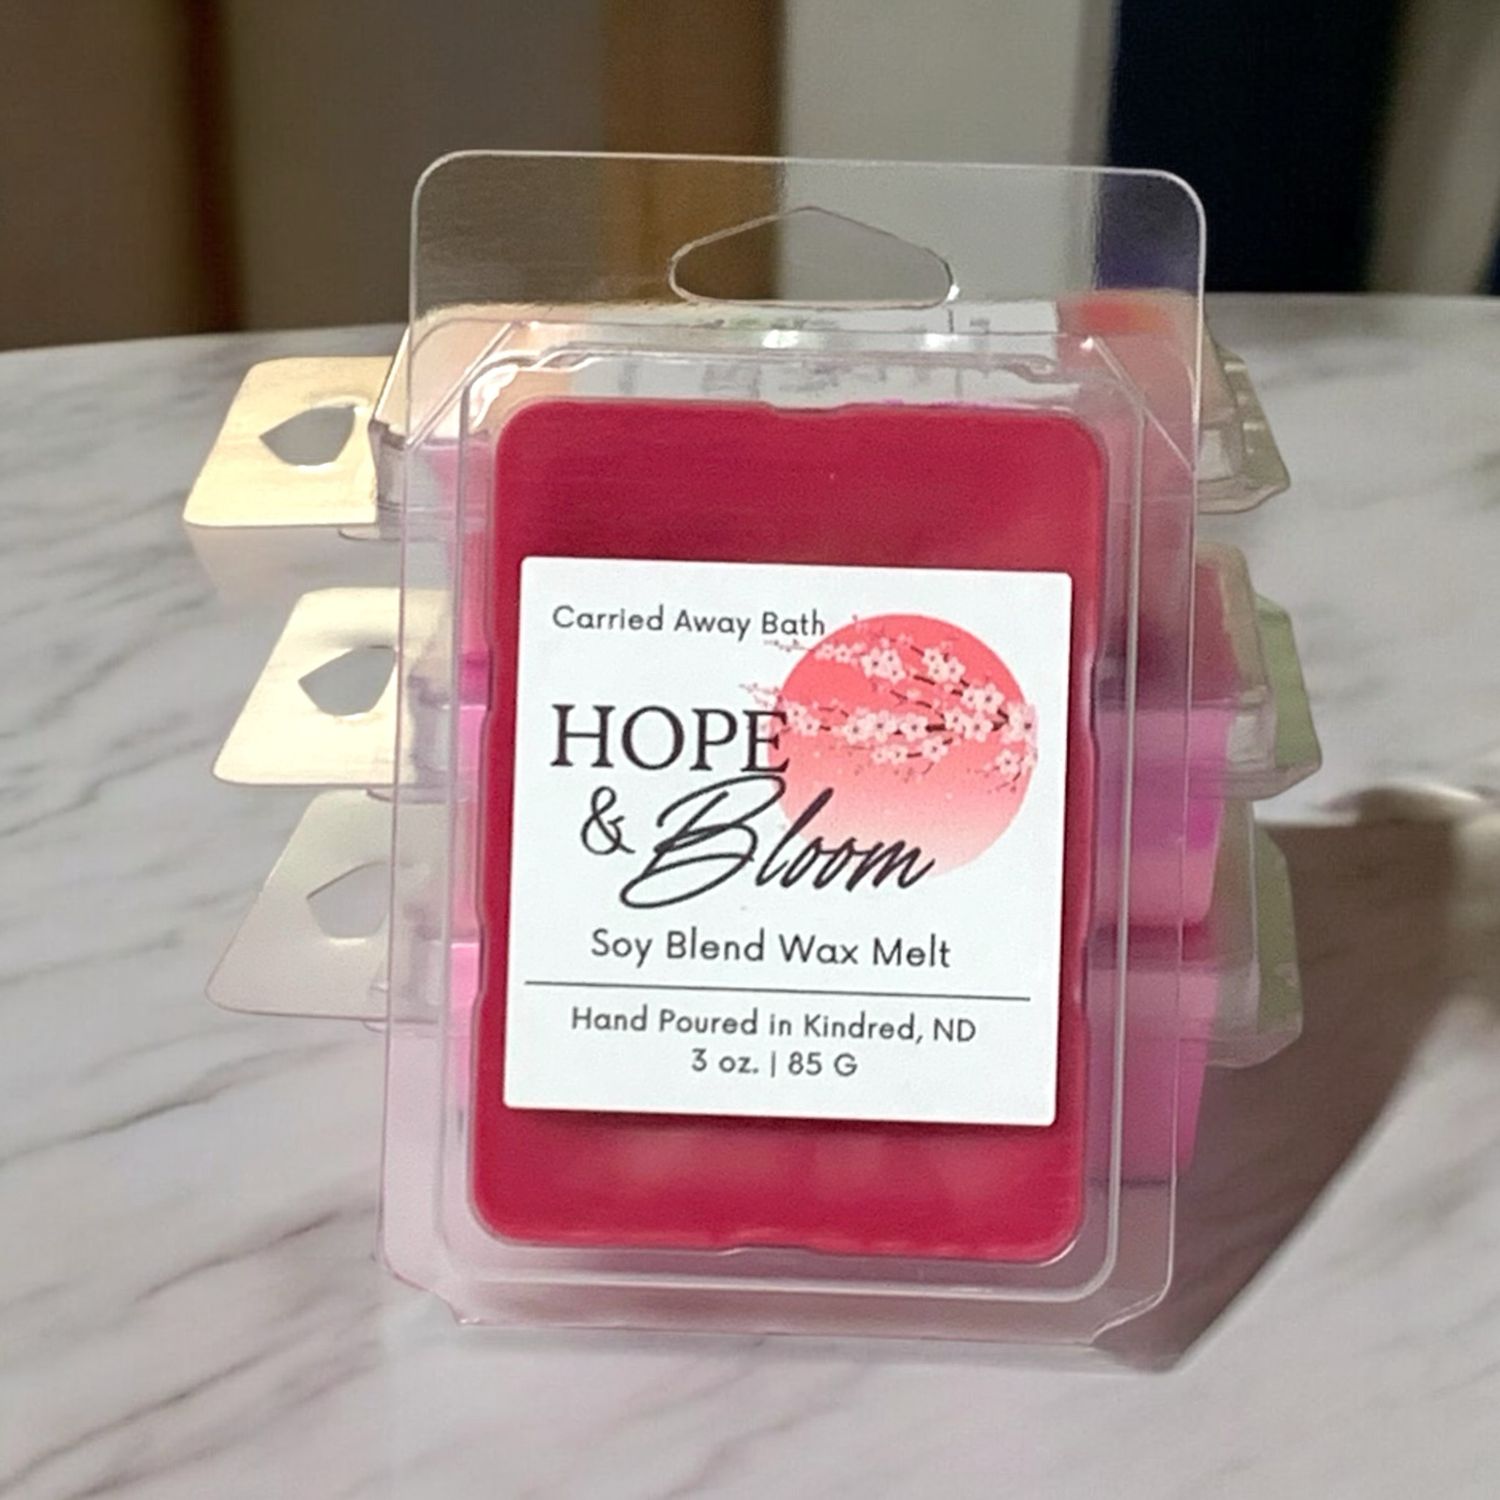 Carried Away Bath
HOPE
& Bloom
Soy Blend Wax Melt
Hand Poured in Kindred, ND
3 oz. | 85 G